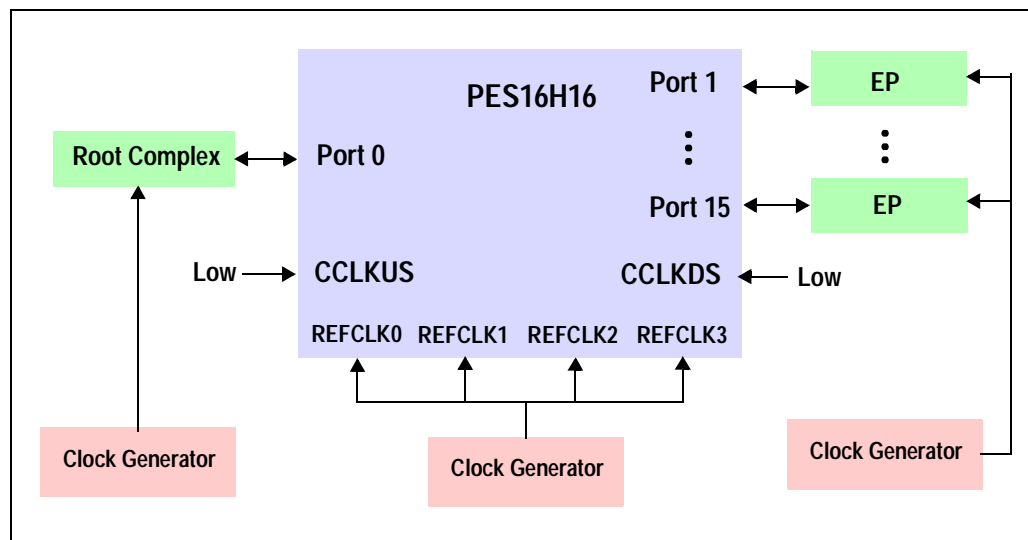 PES16H16
Port 1
EP
Root Complex
Port 0
Port 15
EP
Low
CCLKUS
CCLKDS
Low
REFCLK0
REFCLK1
REFCLK2
REFCLK3
Clock Generator
Clock Generator
Clock Generator